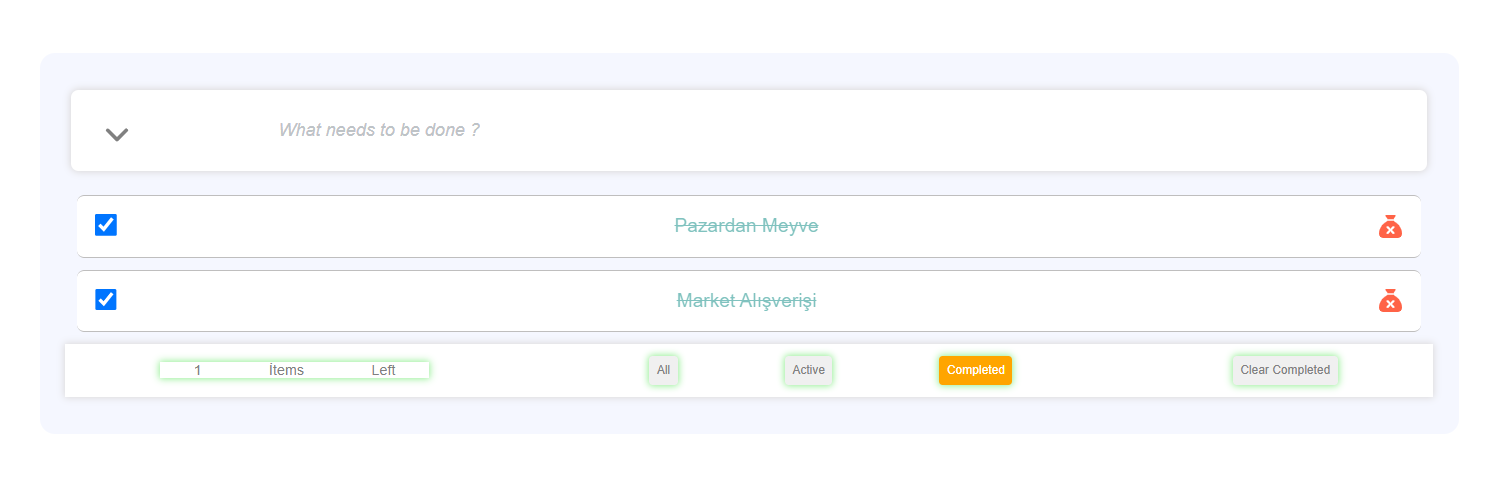 What needs to be done ?
Pazardan Meyve
Market Alışverişi
1 İtems Left All Active Completed Clear Completed